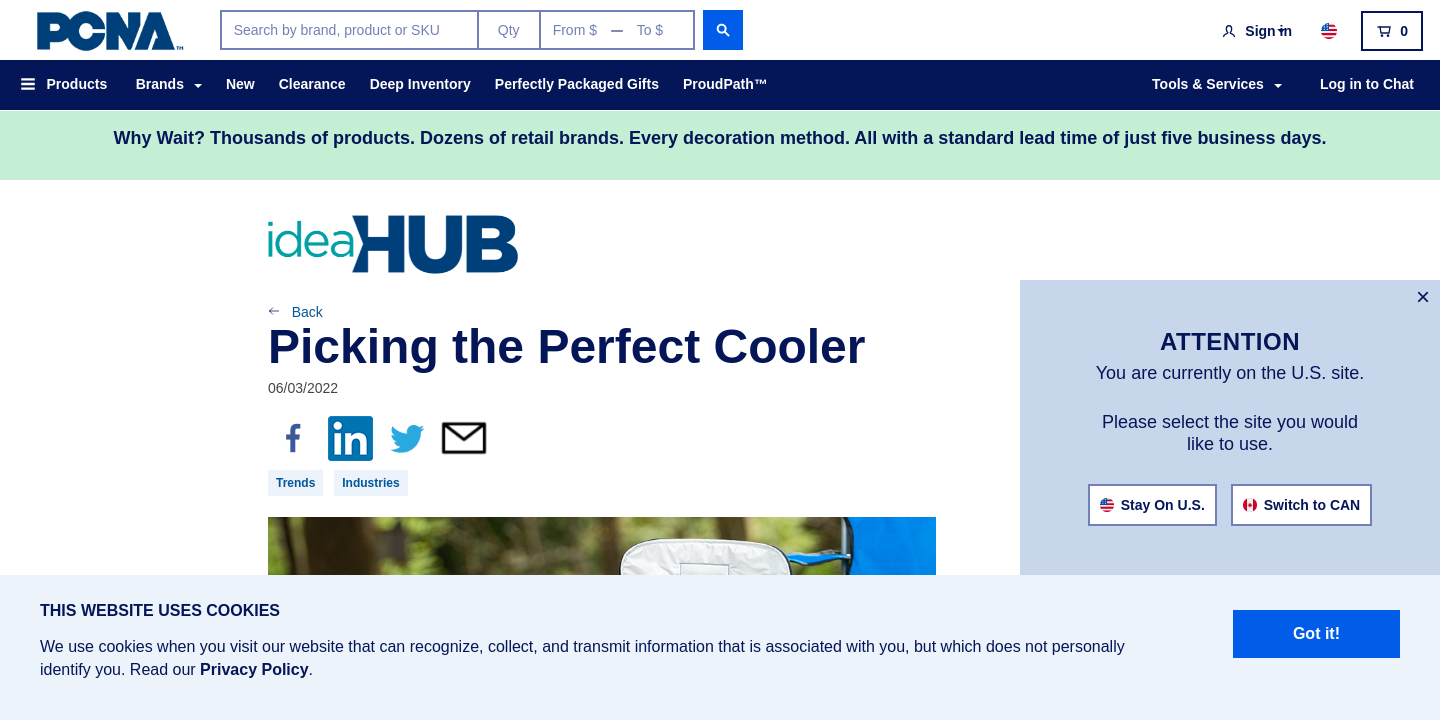 PCNA™
Search by brand, product or SKU
Qty
From $ — To $
Sign in
0
Products
Brands
New
Clearance
Deep Inventory
Perfectly Packaged Gifts
ProudPath™
Tools & Services
Log in to Chat
Why Wait? Thousands of products. Dozens of retail brands. Every decoration method. All with a standard lead time of just five business days.
ideaHUB
Back
Picking the Perfect Cooler
06/03/2022
f
in
Trends
Industries
×
ATTENTION
You are currently on the U.S. site.
Please select the site you would
like to use.
Stay On U.S.
Switch to CAN
THIS WEBSITE USES COOKIES
We use cookies when you visit our website that can recognize, collect, and transmit information that is associated with you, but which does not personally
identify you. Read our Privacy Policy.
Got it!